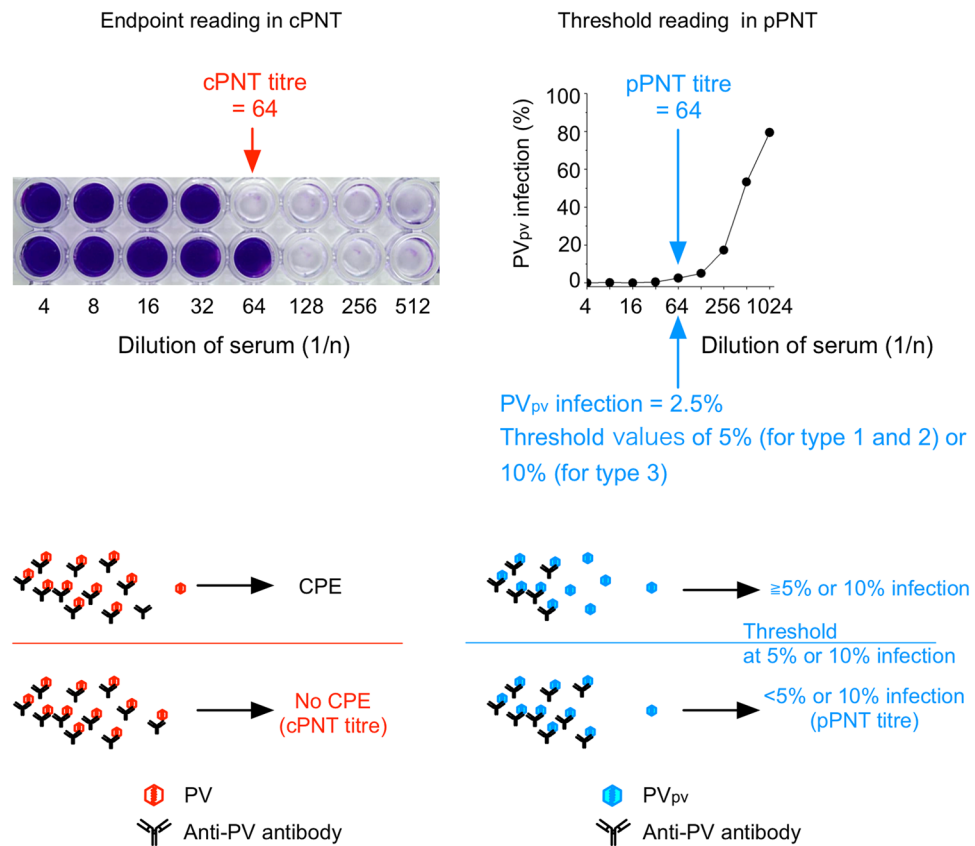 Endpoint reading in cPNT
cPNT titre
= 64
4 8 16 32 64 128 256 512
Dilution of serum (1/n)
Threshold reading in pPNT
pPNT titre
= 64
PVpv infection (%)
100
80
60
40
20
0
4 16 64 256 1024
Dilution of serum (1/n)
PVpv infection = 2.5%
Threshold values of 5% (for type 1 and 2) or
10% (for type 3)
CPE
No CPE
(cPNT titre)
PV
Anti-PV antibody
≧5% or 10% infection
Threshold
at 5% or 10% infection
<5% or 10% infection
(pPNT titre)
PVpv
Anti-PV antibody